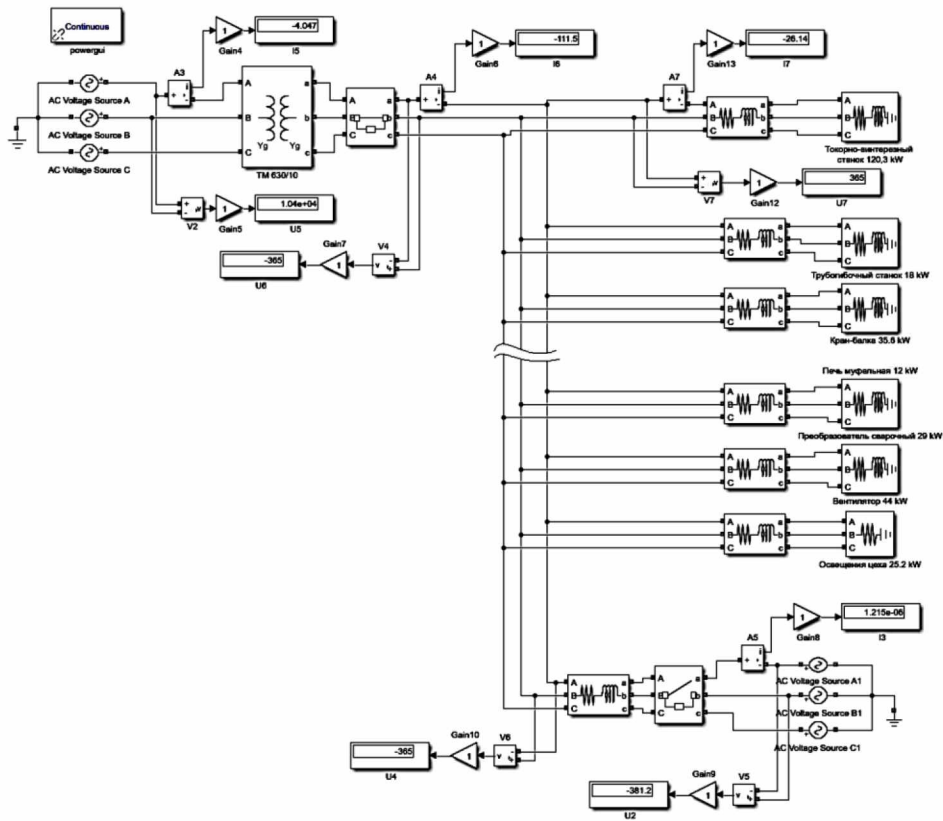 Continuous
powergui
-4.047
Gain4
I5
-111.5
Gain6
I6
-26.14
Gain13
I7
A3
A4
A7
AC Voltage Source A
AC Voltage Source B
AC Voltage Source C
i
+ -
A
B
C
Yg Yg
a
b
c
TM 630/10
A
B
C
a
b
c
i
+ -
i
+ -
A
B
C
a
b
c
A
B
C
Токорно-винтерезный
станок 120,3 kW
V2
Gain5
1.04e+04
U5
V7
Gain12
365
U7
Gain7
V4
-365
U6
A
B
C
a
b
c
A
B
C
Трубогибочный станок 18 kW
A
B
C
a
b
c
A
B
C
Кран-балка 35.6 kW
Печь муфальная 12 kW
A
B
C
a
b
c
A
B
C
Преобразователь сварочный 29 kW
A
B
C
a
b
c
A
B
C
Вентилятор 44 kW
A
B
C
a
b
c
A
B
C
Освещения цеха 25.2 kW
1.215e-06
Gain8
I3
A5
i
+ -
A
B
C
a
b
c
A
B
C
a
b
c
AC Voltage Source A1
AC Voltage Source B1
AC Voltage Source C1
Gain10
V6
-365
U4
Gain9
V5
-381.2
U2